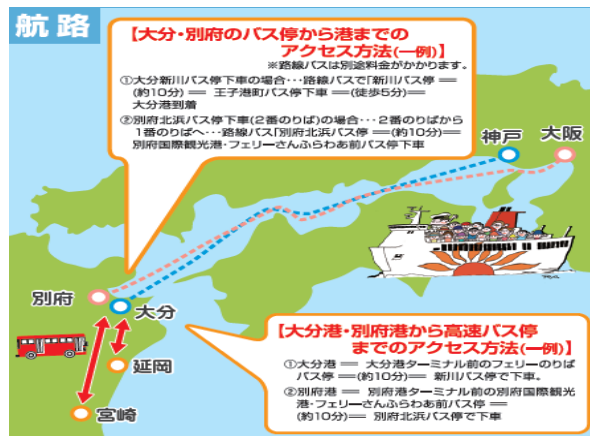 航路
【大分・別府のバス停から港までの
アクセス方法(一例)】
※路線バスは別途料金がかかります。
①大分新川バス停下車の場合･･･路線バスで「新川バス停 ══
(約10分) ══ 王子港町バス停下車 ══(徒歩5分)══
大分港到着
②別府北浜バス停下車(2番のりば)の場合･･･2番のりばから
1番のりばへ･･･路線バス「別府北浜バス停 ══(約10分)══
別府国際観光港・フェリーさんふらわあ前バス停下車
神戸
大阪
別府
大分
延岡
宮崎
【大分港・別府港から高速バス停
までのアクセス方法(一例)】
①大分港 ══ 大分港ターミナル前のフェリーのりば
バス停 ══(約10分)══ 新川バス停で下車。
②別府港 ══ 別府港ターミナル前の別府国際観光
港・フェリーさんふらわあ前バス停 ══
(約10分)══ 別府北浜バス停で下車